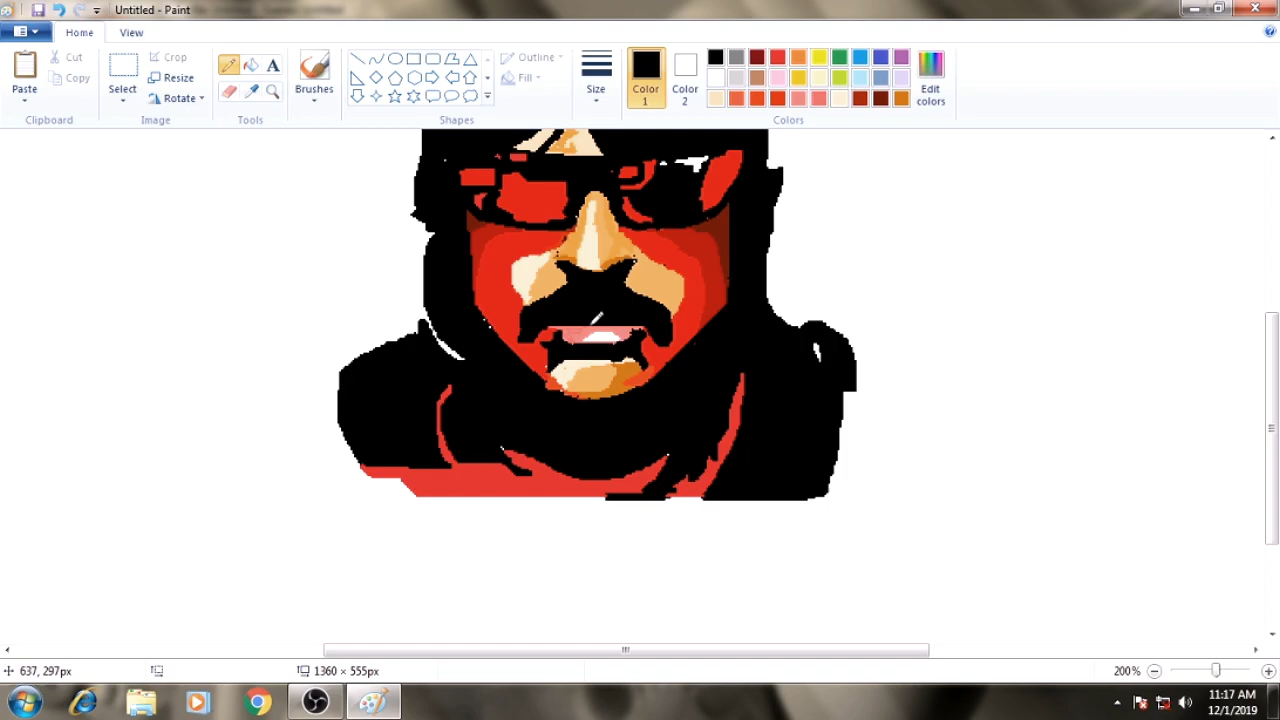 Untitled - Paint
Home View
Paste
Cut
Copy
Clipboard
Select
Crop
Resize
Rotate
Image
A
Tools
Brushes
Outline
Fill
Shapes
Size
Color 1
Color 2
Edit colors
Colors
637, 297px
1360 × 555px
200%
11:17 AM
12/1/2019